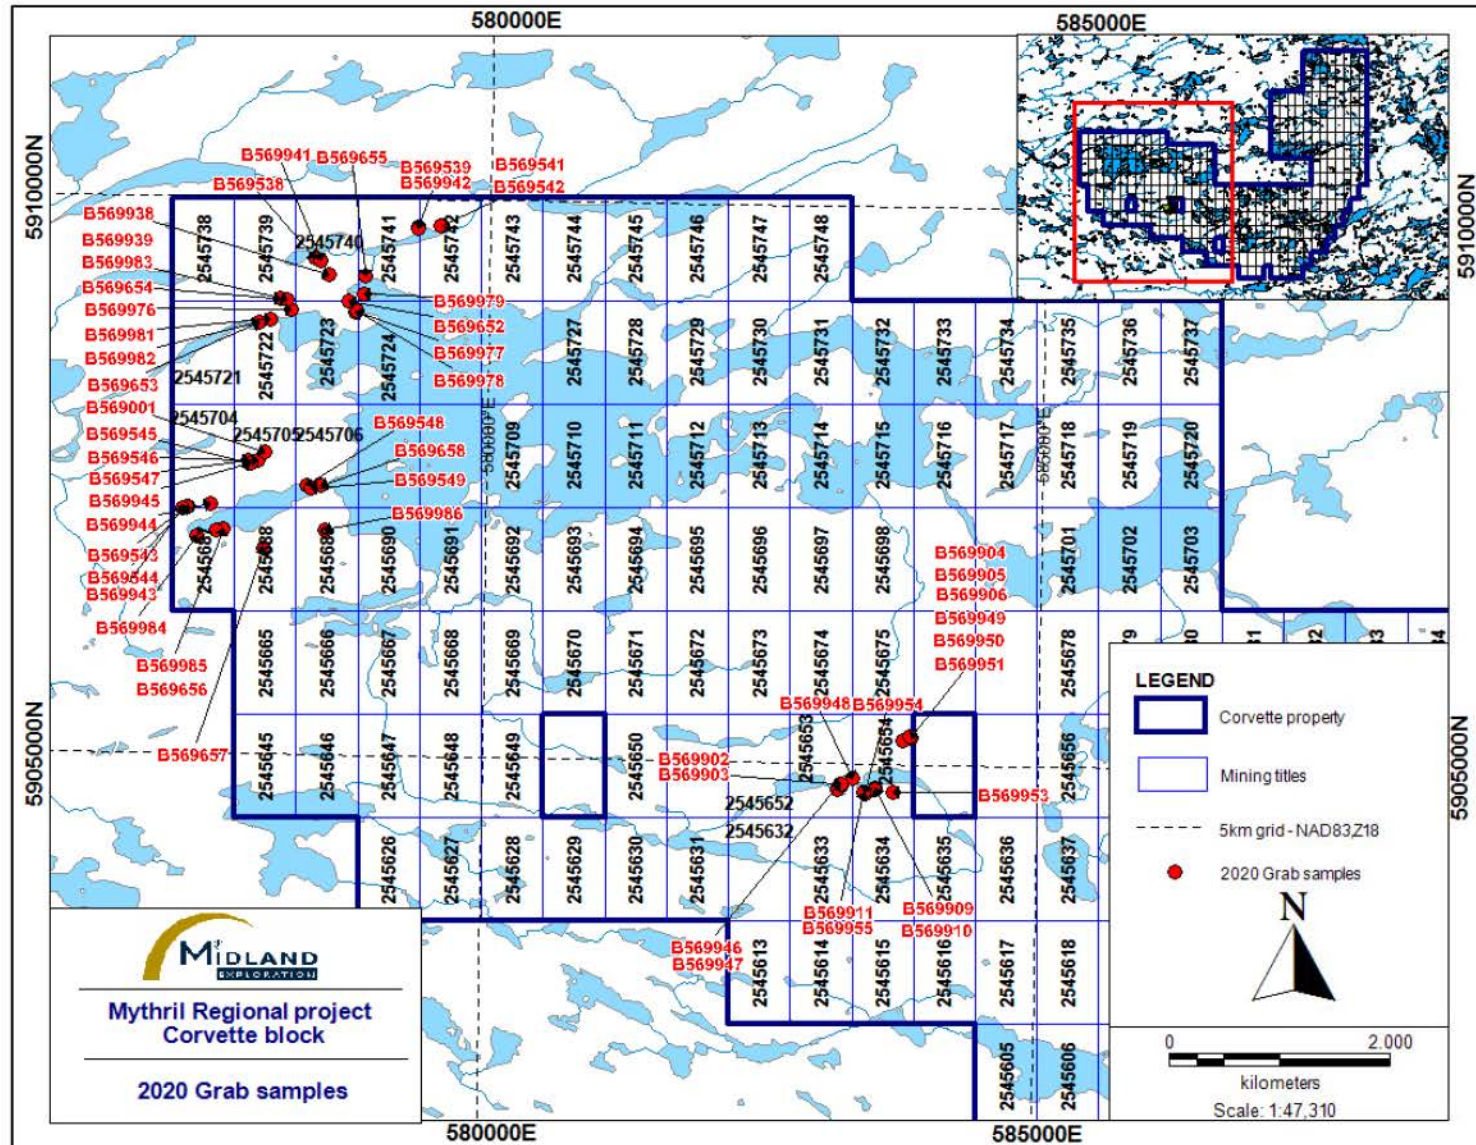 580000E
585000E
5910000N
5910000N
B569941
B569655
B569538
B569539
B569942
B569541
B569542
B569938
B569939
B569983
B569654
B569976
B569981
B569982
B569653
B569001
B569545
B569546
B569547
B569945
B569944
B569543
B569544
B569943
B569984
B569985
B569656
B569657
B569979
B569652
B569977
B569978
B569548
B569658
B569549
B569986
2545738
2545739
2545740
2545741
2545742
2545743
2545744
2545745
2545746
2545747
2545748
2545721
2545722
2545723
2545724
2545727
2545728
2545729
2545730
2545731
2545732
2545733
2545734
2545735
2545736
2545737
2545704
2545705
2545706
580000°E
2545709
2545710
2545711
2545712
2545713
2545714
2545715
2545716
2545717
585000°E
2545718
2545719
2545720
2545688
2545689
2545690
2545691
2545692
2545693
2545694
2545695
2545696
2545697
2545698
2545701
2545702
2545703
B569904
B569905
B569906
B569949
B569950
B569951
2545665
2545666
2545667
2545668
2545669
2545670
2545671
2545672
2545673
2545674
2545675
2545678
B569948
B569954
B569902
B569903
B569953
5905000N
5905000N
2545645
2545646
2545647
2545648
2545649
2545650
2545652
2545653
2545654
2545656
2545626
2545627
2545628
2545629
2545630
2545631
2545632
2545633
2545634
2545635
2545636
2545637
B569911
B569955
B569909
B569910
B569946
B569947
2545613
2545614
2545615
2545616
2545617
2545618
2545605
2545606
LEGEND
Corvette property
Mining titles
5km grid - NAD83,Z18
2020 Grab samples
N
0
2.000
kilometers
Scale: 1:47,310
MIDLAND
EXPLORATION
Mythril Regional project
Corvette block
2020 Grab samples
580000E
585000E